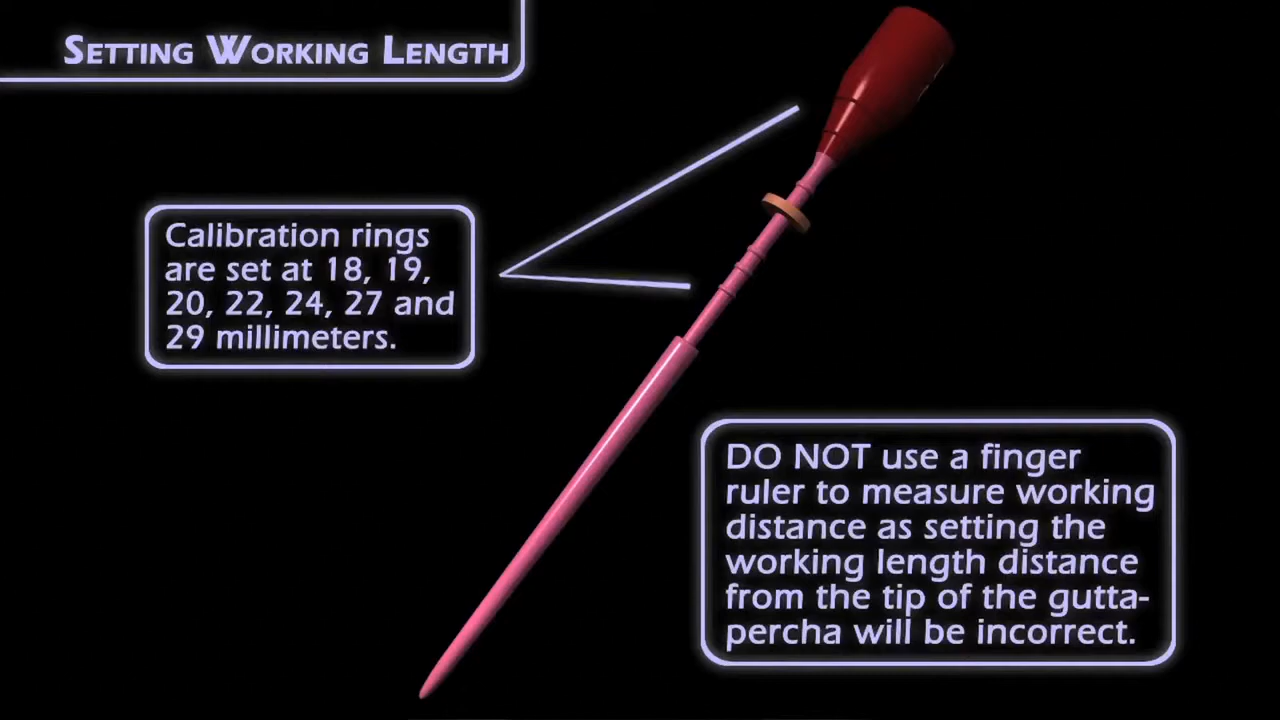 SETTING WORKING LENGTH
Calibration rings
are set at 18, 19,
20, 22, 24, 27 and
29 millimeters.
DO NOT use a finger
ruler to measure working
distance as setting the
working length distance
from the tip of the gutta-
percha will be incorrect.